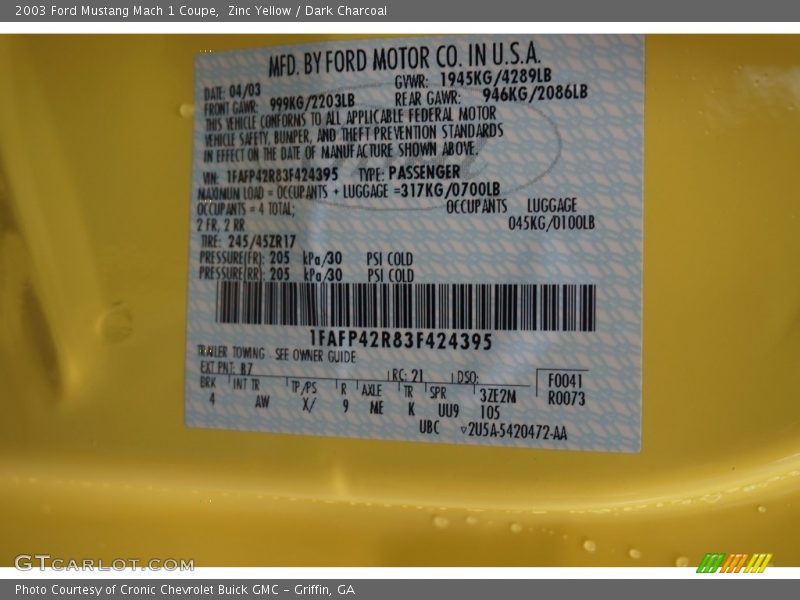 2003 Ford Mustang Mach 1 Coupe,  Zinc Yellow / Dark Charcoal
MFD. BY FORD MOTOR CO. IN U.S.A.
DATE: 04/03 GVWR: 1945KG/4289LB
FRONT GAWR: 999KG/2203LB REAR GAWR: 946KG/2086LB
THIS VEHICLE CONFORMS TO ALL APPLICABLE FEDERAL MOTOR
VEHICLE SAFETY, BUMPER, AND THEFT PREVENTION STANDARDS
IN EFFECT ON THE DATE OF MANUFACTURE SHOWN ABOVE.
VIN: 1FAFP42R83F424395 TYPE: PASSENGER
MAXIMUM LOAD = OCCUPANTS + LUGGAGE =317KG/0700LB
OCCUPANTS = 4 TOTAL; OCCUPANTS LUGGAGE
2 FR, 2 RR 045KG/0100LB
TIRE: 245/45ZR17
PRESSURE(FR): 205 kPa/30 PSI COLD
PRESSURE(RR): 205 kPa/30 PSI COLD
1FAFP42R83F424395
TRAILER TOWING - SEE OWNER GUIDE
EXT PNT: B7 RC: 21 DSO: F0041
BRK INT TR TP/PS R AXLE TR SPR 3ZE2M R0073
4 AW X/ 9 ME K UU9 105
UBC ▽2U5A-5420472-AA
GTCARLOT.COM
Photo Courtesy of Cronic Chevrolet Buick GMC – Griffin, GA